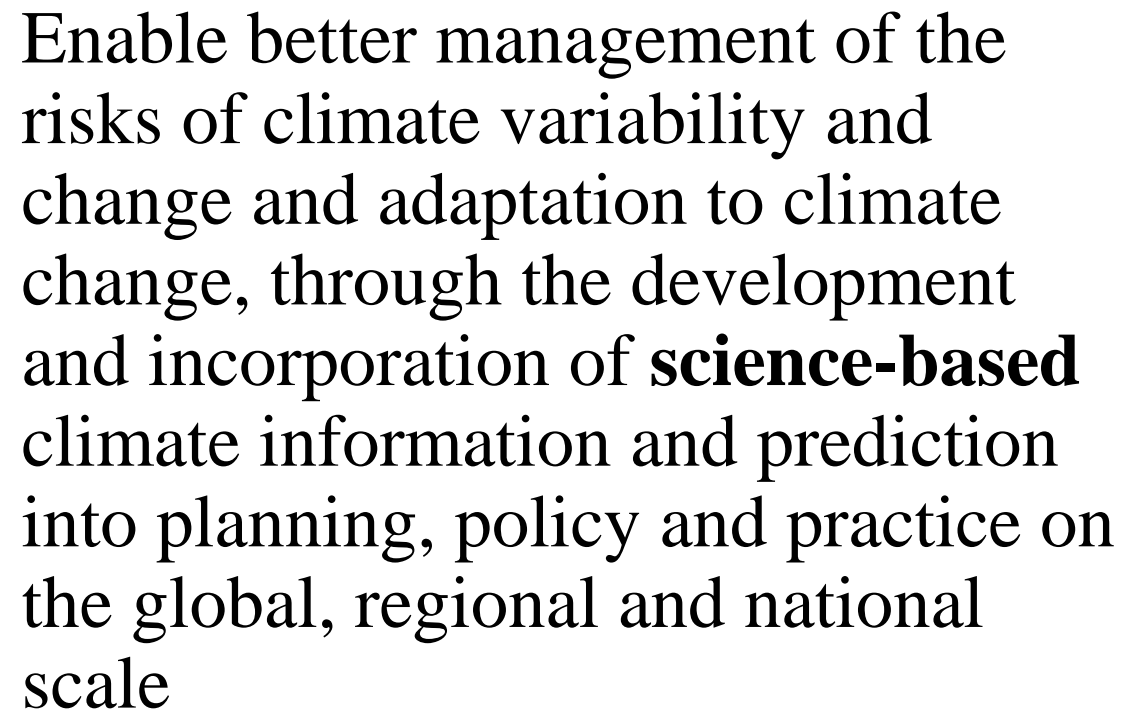 Enable better management of the
risks of climate variability and
change and adaptation to climate
change, through the development
and incorporation of science-based
climate information and prediction
into planning, policy and practice on
the global, regional and national
scale